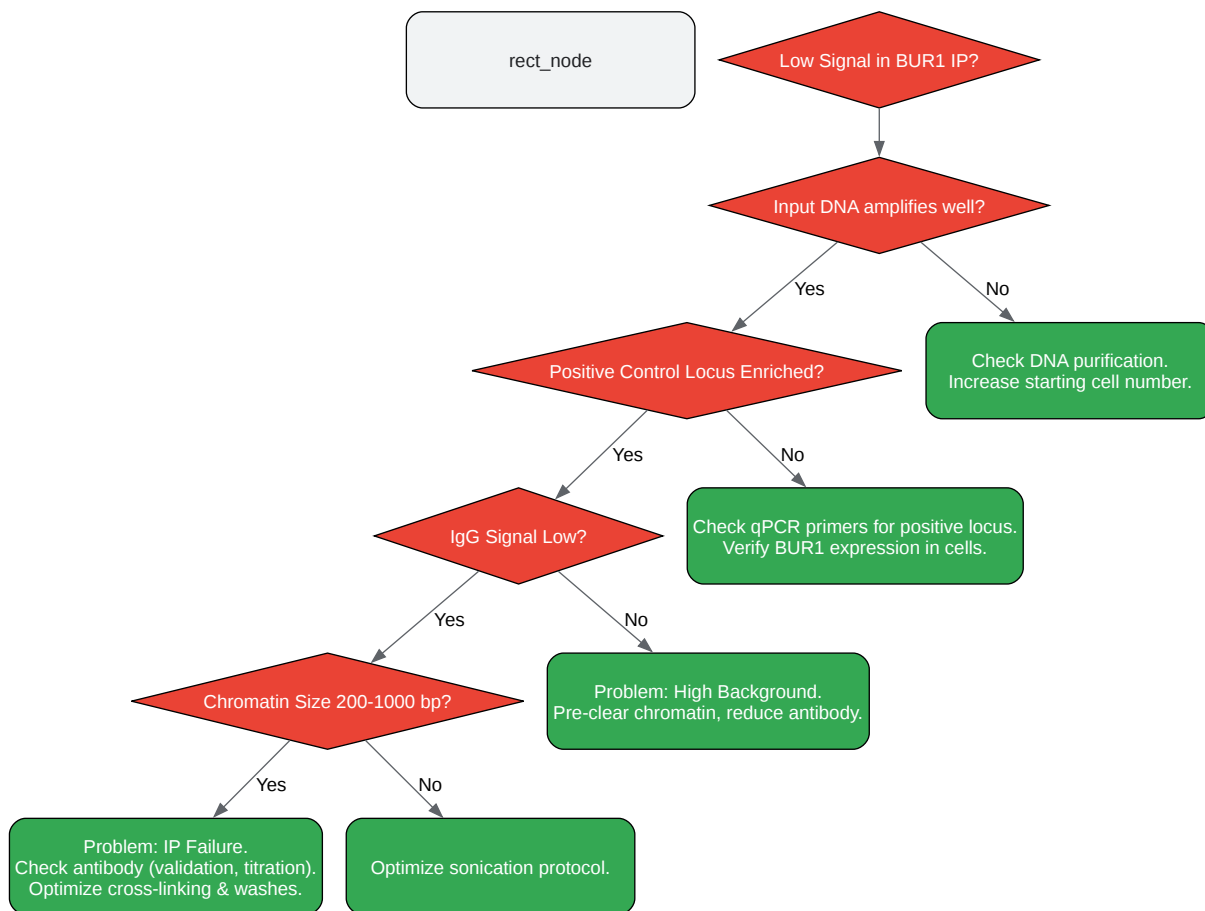 rect_node
Low Signal in BUR1 IP?
Input DNA amplifies well?
Yes
No
Positive Control Locus Enriched?
Check DNA purification.
Increase starting cell number.
Yes
No
IgG Signal Low?
Check qPCR primers for positive locus.
Verify BUR1 expression in cells.
Yes
No
Chromatin Size 200-1000 bp?
Problem: High Background.
Pre-clear chromatin, reduce antibody.
Yes
No
Problem: IP Failure.
Check antibody (validation, titration).
Optimize cross-linking & washes.
Optimize sonication protocol.